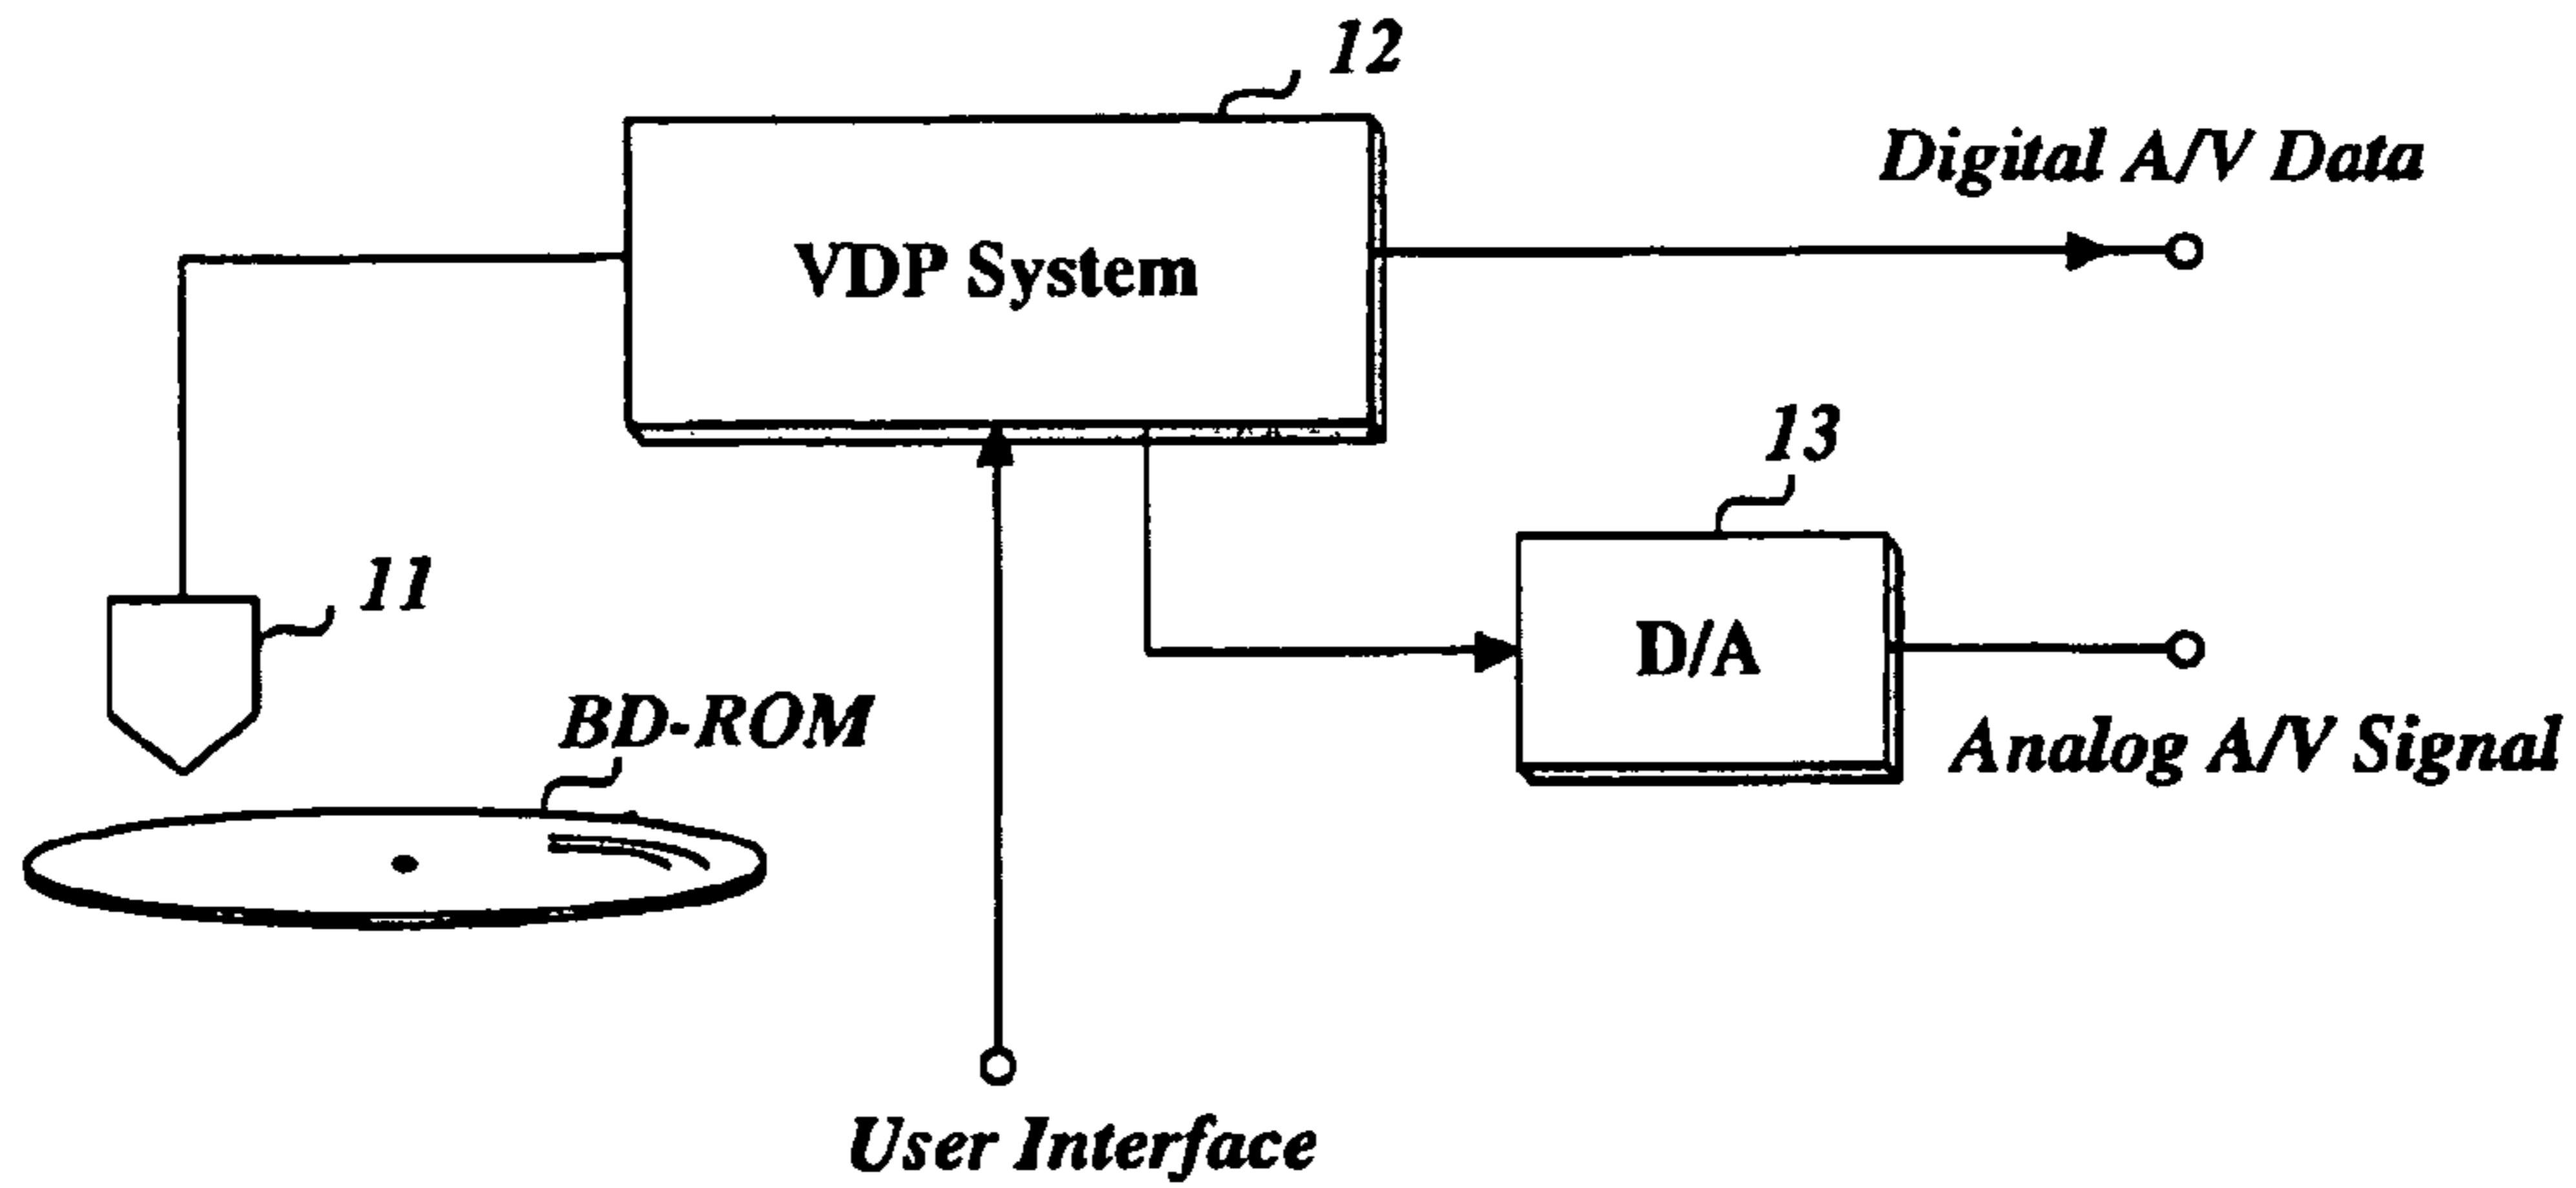 12
Digital A/V Data
VDP System
13
11
D/A
BD-ROM
Analog A/V Signal
User Interface